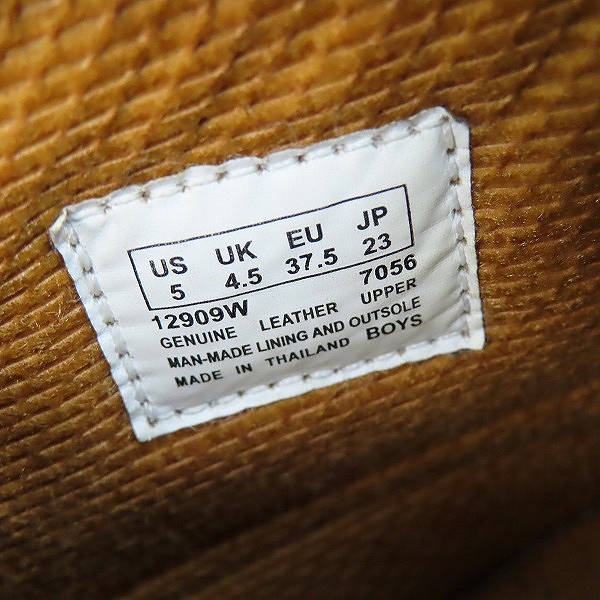 US UK EU JP
5 4.5 37.5 23
12909W 7056
GENUINE LEATHER UPPER
MAN-MADE LINING AND OUTSOLE
MADE IN THAILAND BOYS